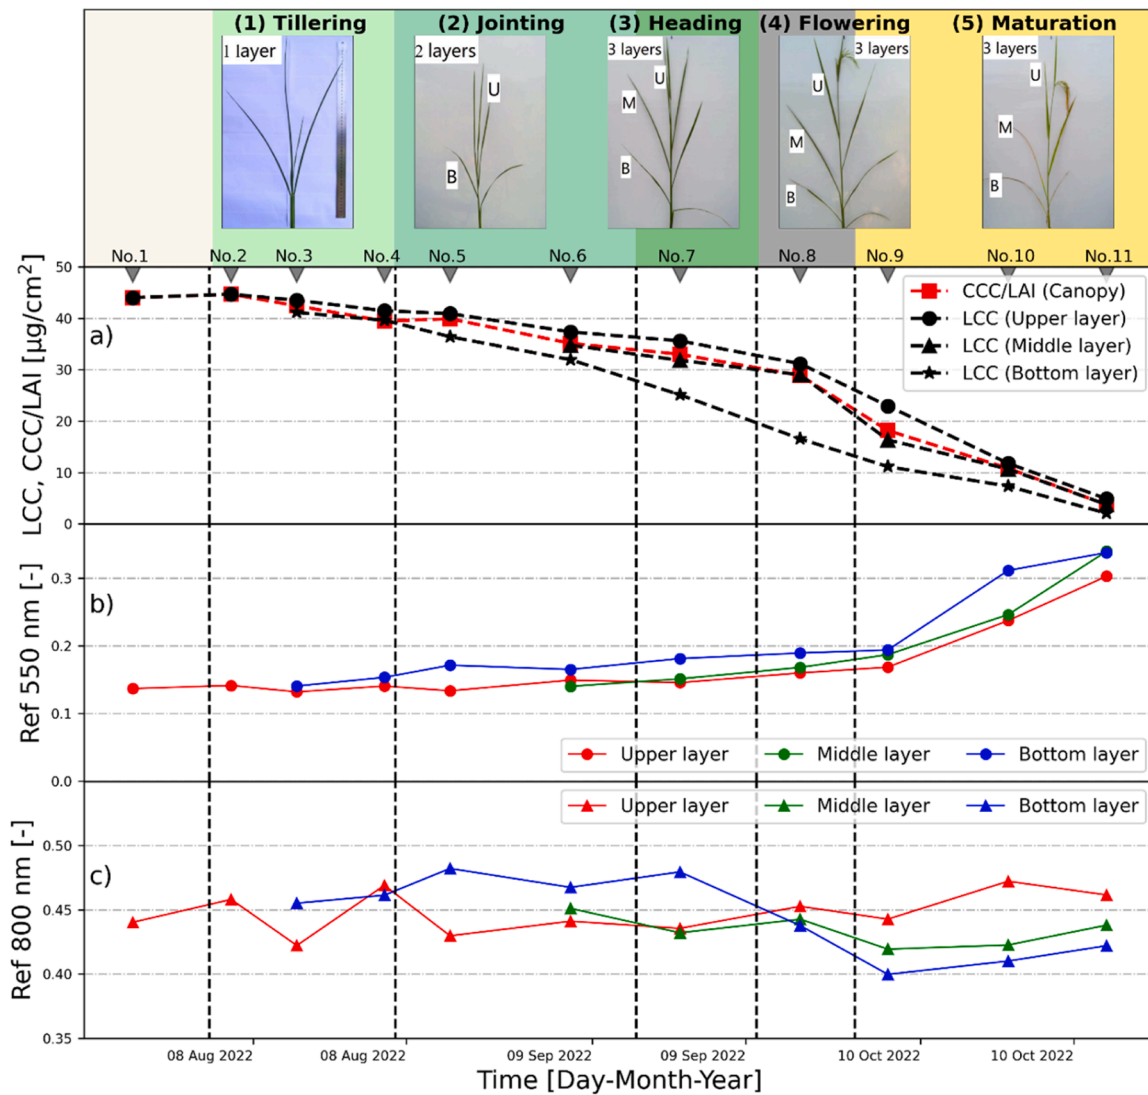 (1) Tillering (2) Jointing (3) Heading (4) Flowering (5) Maturation
1 layer 2 layers 3 layers 3 layers 3 layers
U U U U
M M M
B B B B
No.1 No.2 No.3 No.4 No.5 No.6 No.7 No.8 No.9 No.10 No.11
LCC, CCC/LAI [μg/cm²]
50
40
30
20
10
0
a)
CCC/LAI (Canopy)
LCC (Upper layer)
LCC (Middle layer)
LCC (Bottom layer)
Ref 550 nm [-]
0.3
0.2
0.1
0.0
b)
Upper layer Middle layer Bottom layer
Ref 800 nm [-]
0.50
0.45
0.40
0.35
c)
Upper layer Middle layer Bottom layer
08 Aug 2022 08 Aug 2022 09 Sep 2022 09 Sep 2022 10 Oct 2022 10 Oct 2022
Time [Day-Month-Year]